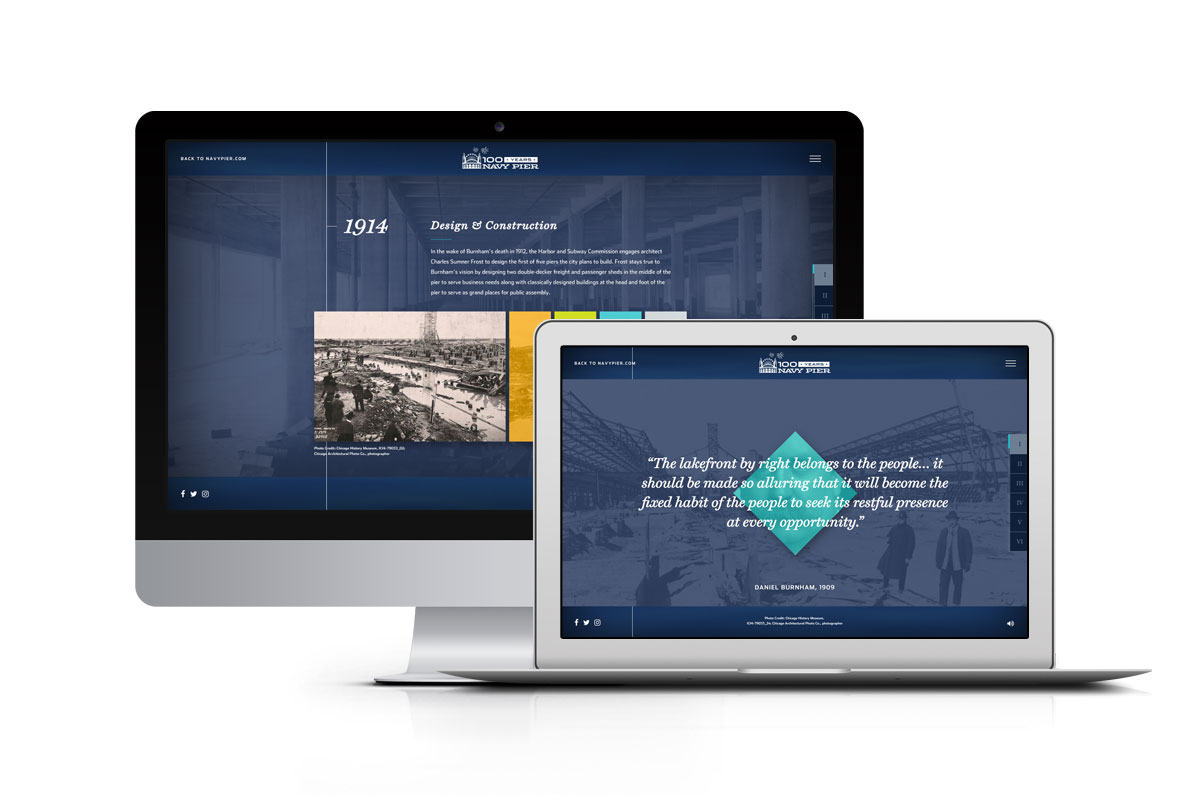 BACK TO NAVYPIER.COM
100 YEARS
NAVY PIER
1914
Design & Construction
In the wake of Burnham's death in 1912, the Harbor and Subway Commission engages architect
Charles Sumner Frost to design the first of five piers the city plans to build. Frost stays true to
Burnham's vision by designing two double-decker freight and passenger sheds in the middle of the
pier to serve business needs along with classically designed buildings at the head and foot of the
pier to serve as grand places for public assembly.
I
II
III
Photo Credit: Chicago History Museum,
Chicago Architectural Photo Co., photographer
BACK TO NAVYPIER.COM
100 YEARS
NAVY PIER
“The lakefront by right belongs to the people... it
should be made so alluring that it will become the
fixed habit of the people to seek its restful presence
at every opportunity.”
DANIEL BURNHAM, 1909
I
II
III
IV
V
VI
Photo Credit: Chicago History Museum,
Chicago Architectural Photo Co., photographer